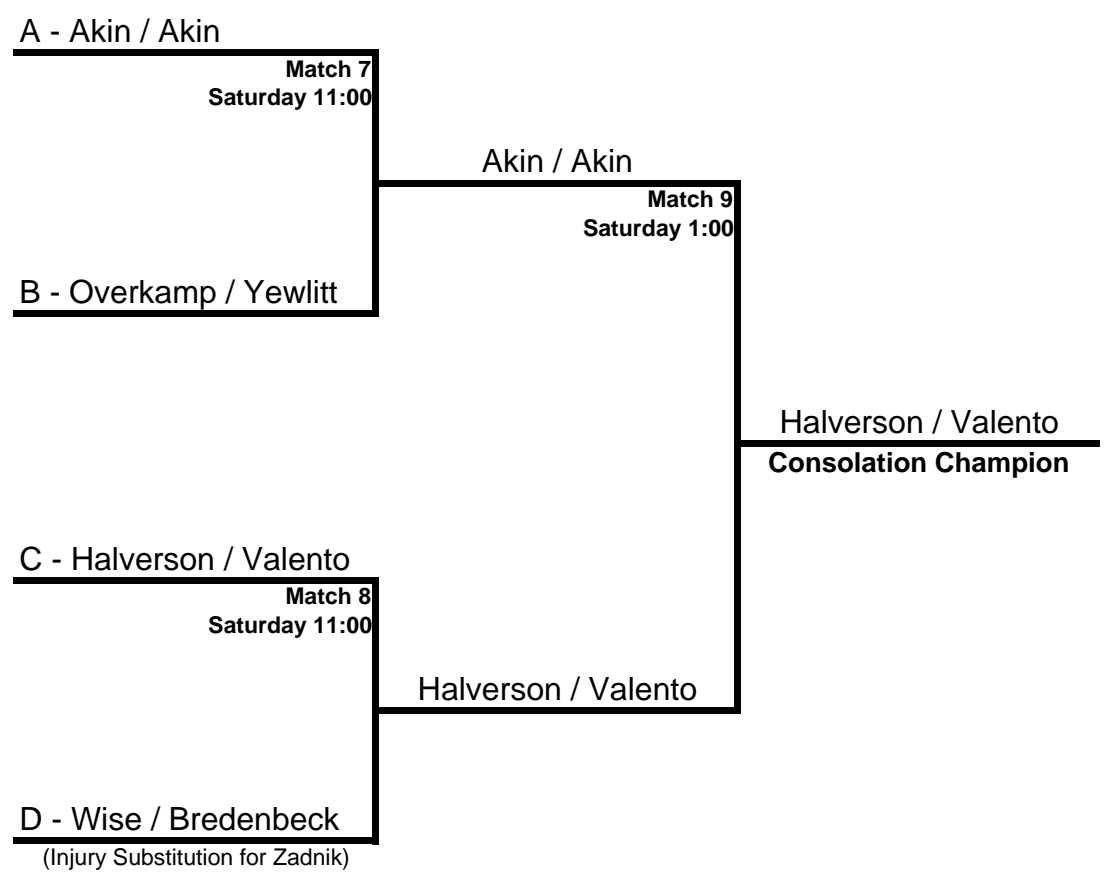 A - Akin / Akin
Match 7
Saturday 11:00
Akin / Akin
Match 9
Saturday 1:00
B - Overkamp / Yewlitt
Halverson / Valento
Consolation Champion
C - Halverson / Valento
Match 8
Saturday 11:00
Halverson / Valento
D - Wise / Bredenbeck
(Injury Substitution for Zadnik)